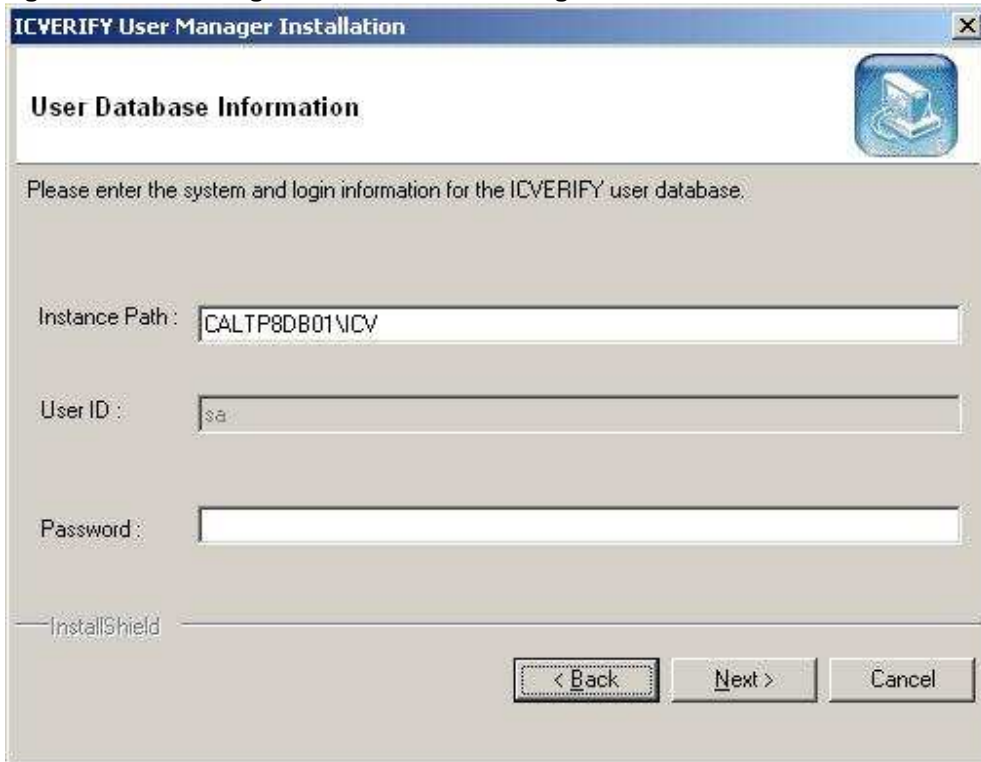 ICVERIFY User Manager Installation
User Database Information
Please enter the system and login information for the ICVERIFY user database.
Instance Path :
CALTP8DB01\ICV
User ID :
sa
Password :
InstallShield
< Back
Next >
Cancel